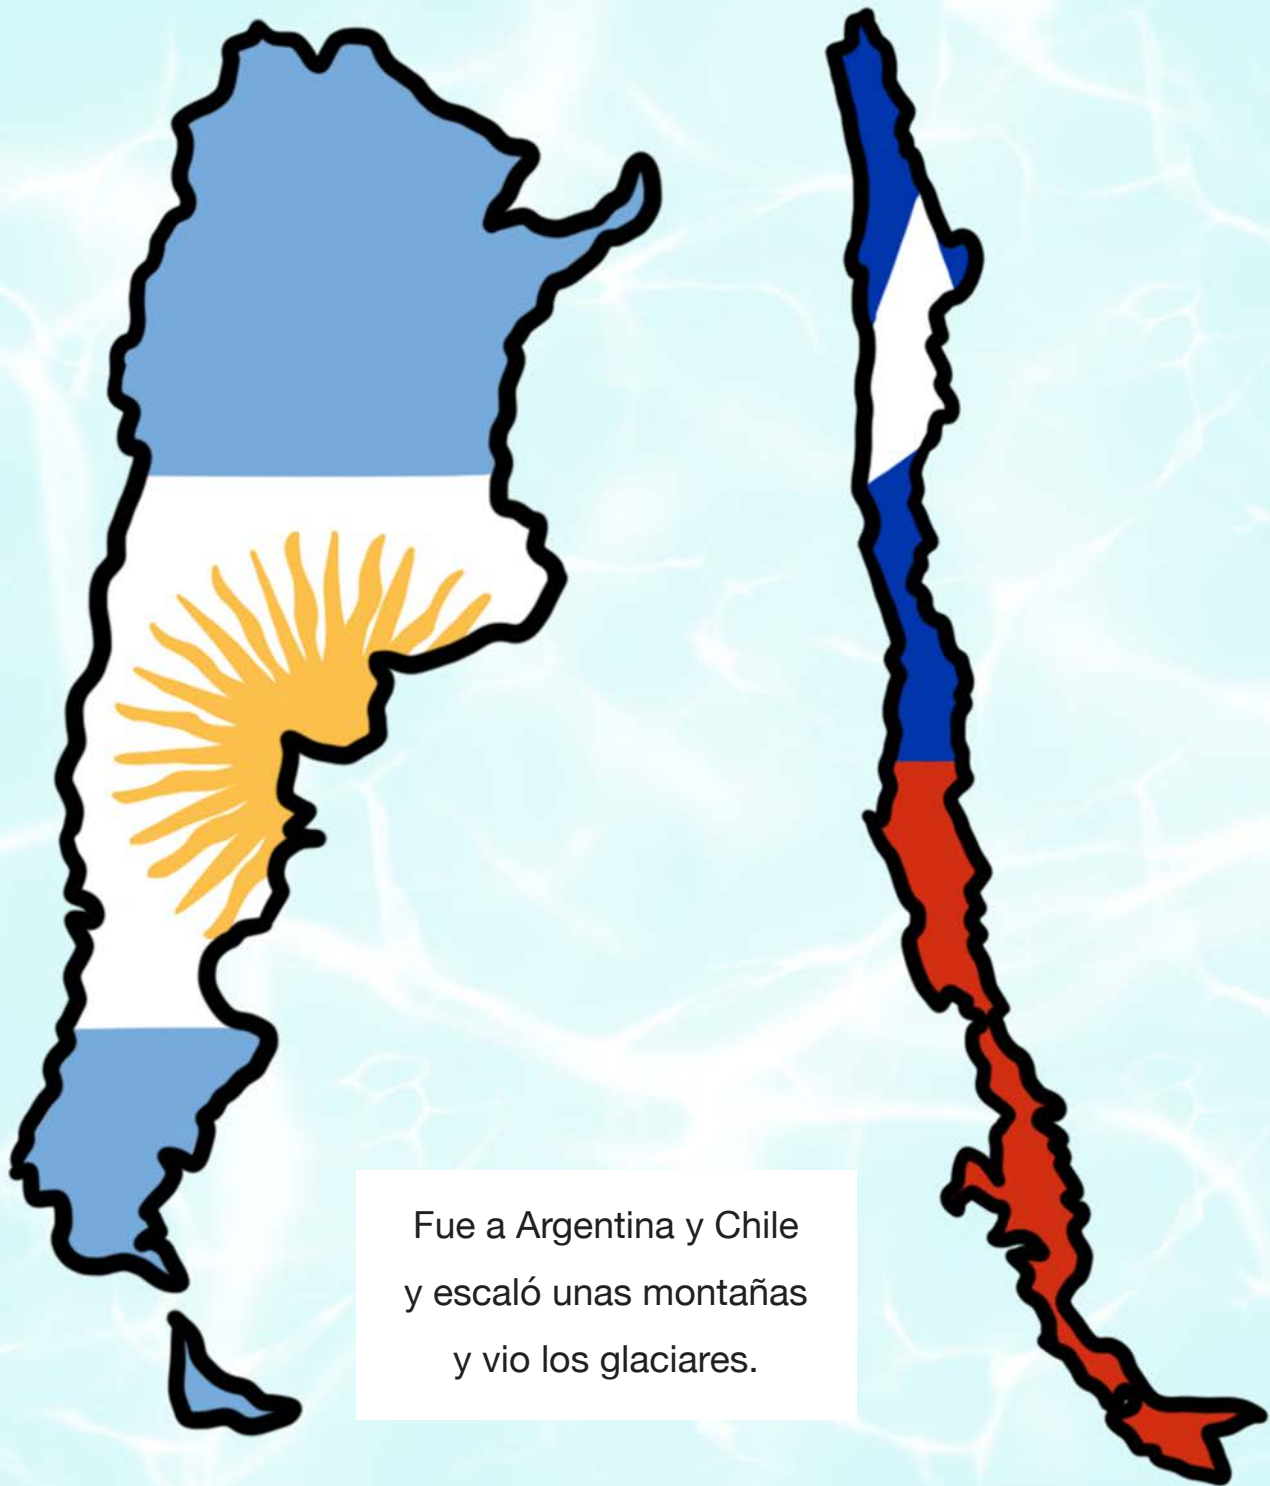 Fue a Argentina y Chile
y escaló unas montañas
y vio los glaciares.